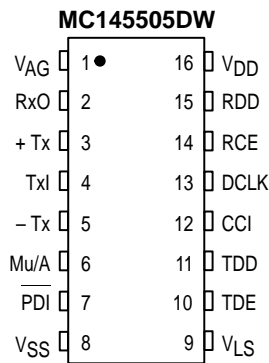 MC145505DW
VAG 1 16 VDD
RxO 2 15 RDD
+ Tx 3 14 RCE
TxI 4 13 DCLK
– Tx 5 12 CCI
Mu/A 6 11 TDD
PDI 7 10 TDE
VSS 8 9 VLS